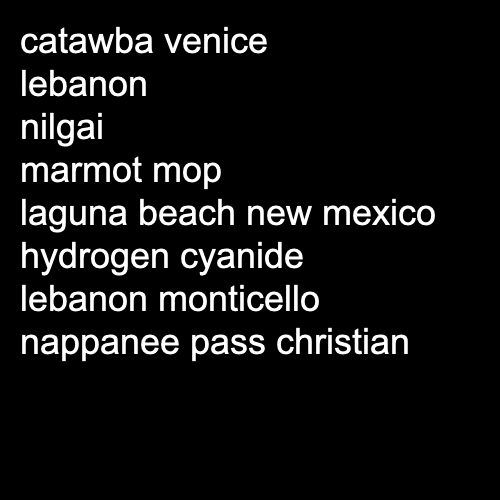 catawba venice
lebanon
nilgai
marmot mop
laguna beach new mexico
hydrogen cyanide
lebanon monticello
nappanee pass christian